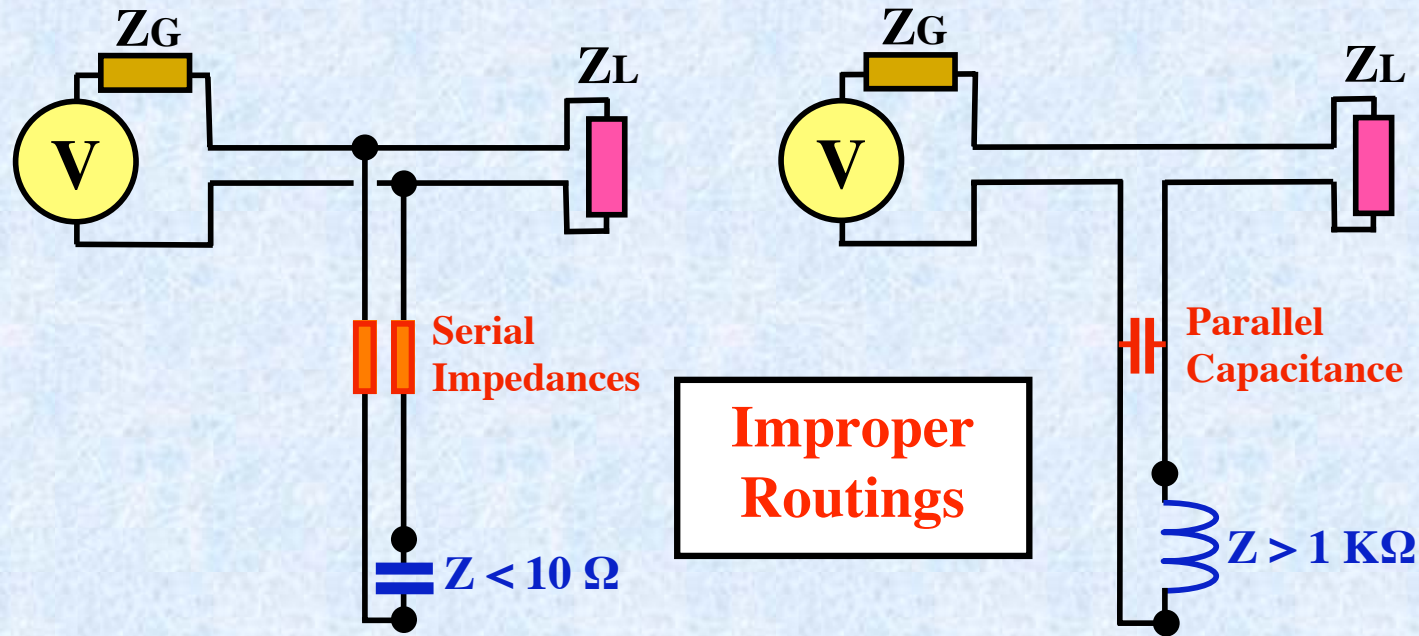 ZG
ZL
V
Serial
Impedances
Z < 10 Ω
Improper
Routings
ZG
ZL
V
Parallel
Capacitance
Z > 1 KΩ